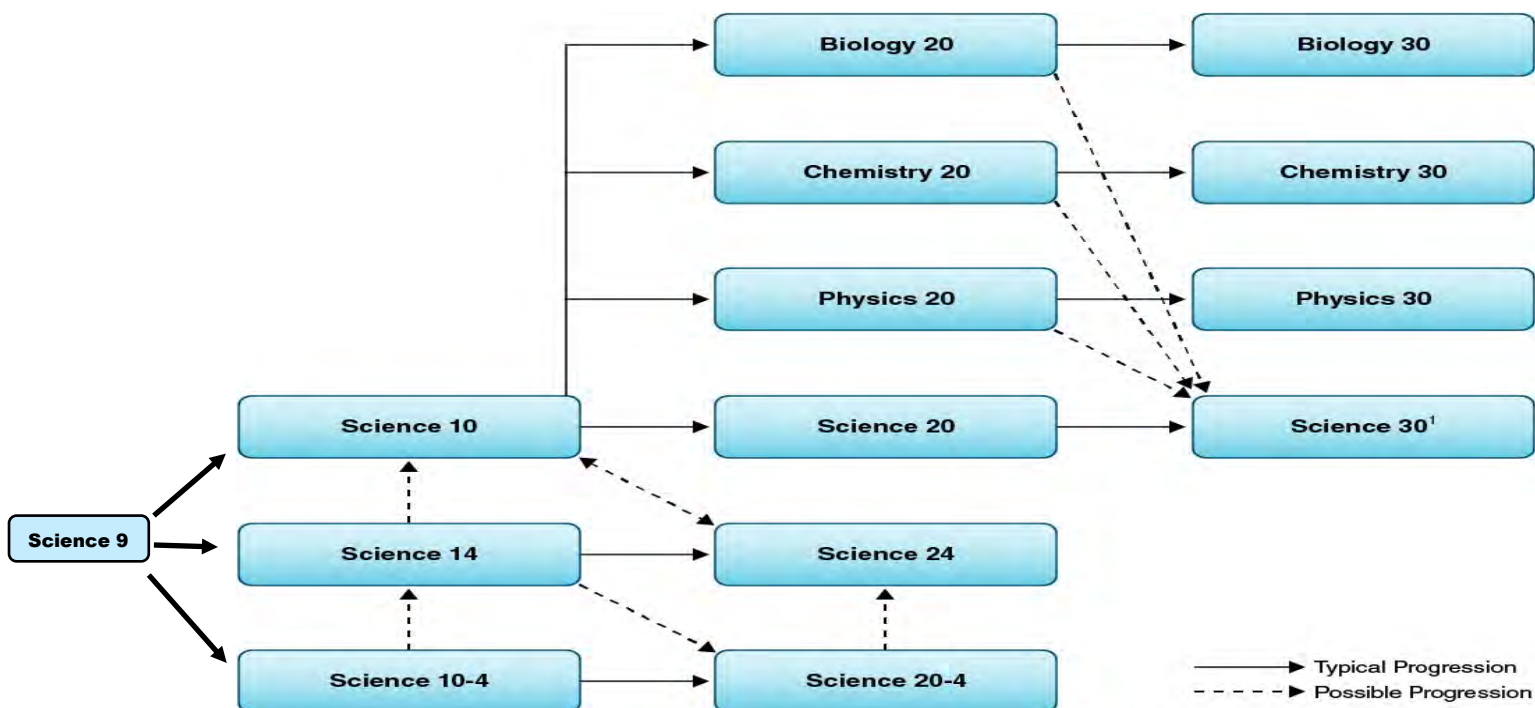 Biology 20
Biology 30
Chemistry 20
Chemistry 30
Physics 20
Physics 30
Science 10
Science 20
Science 30¹
Science 9
Science 14
Science 24
Science 10-4
Science 20-4
Typical Progression
Possible Progression